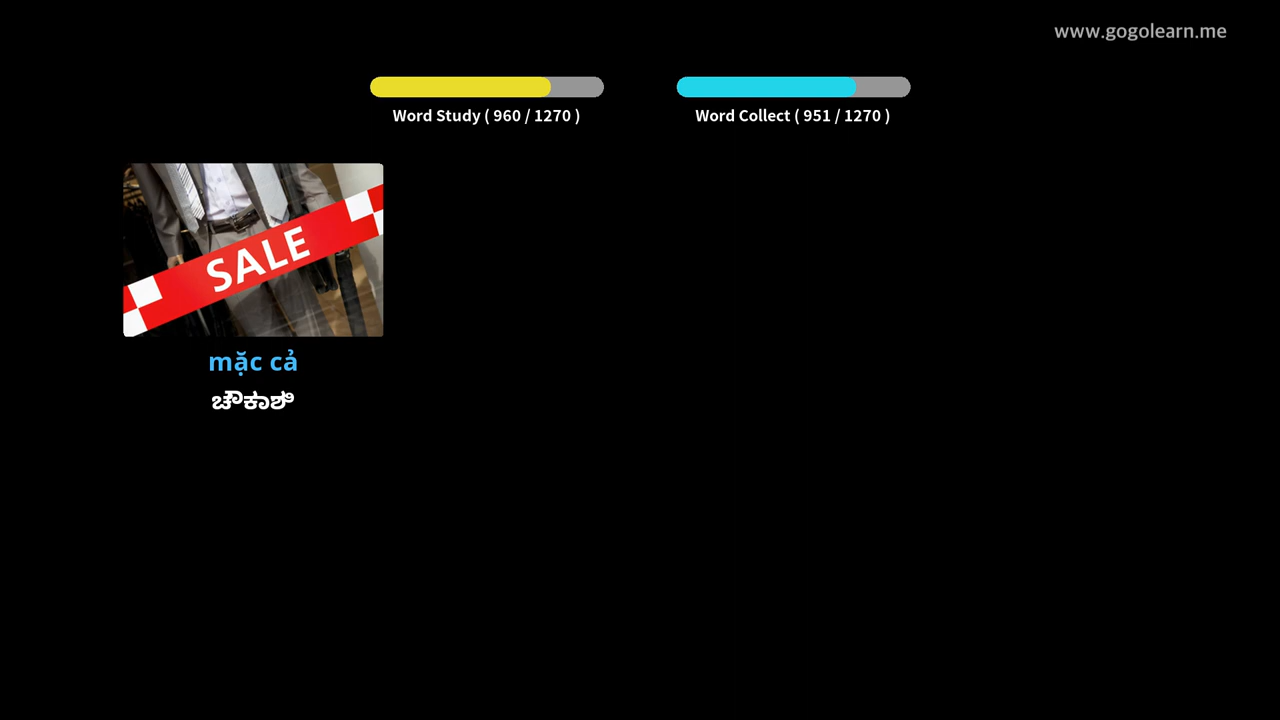 www.gogolearn.me
Word Study ( 960 / 1270 )
Word Collect ( 951 / 1270 )
SALE
mặc cả
ಚೌಕಾಶಿ